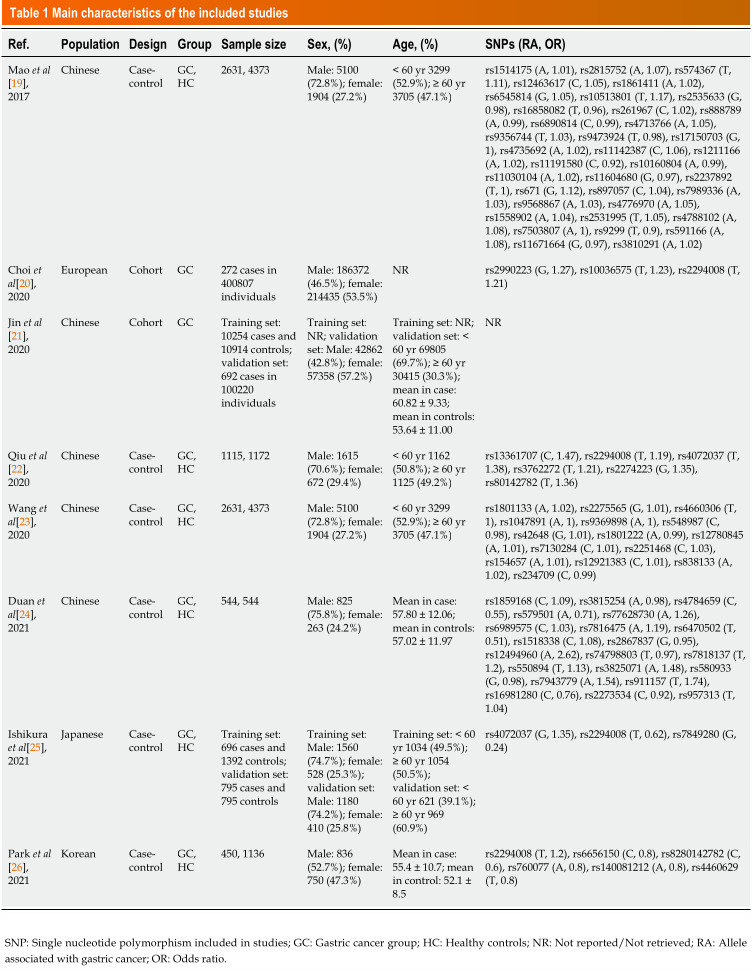 Table 1 Main characteristics of the included studies
Ref. Population Design Group Sample size Sex, (%) Age, (%) SNPs (RA, OR)
Mao et al Chinese Case- GC, 2631, 4373 Male: 5100 < 60 yr 3299 rs1514175 (A, 1.01), rs2815752 (A, 1.07), rs574367 (T,
[19], control HC (72.8%); female: (52.9%); ≥ 60 yr 1.11), rs12463617 (C, 1.05), rs1861411 (A, 1.02),
2017 1904 (27.2%) 3705 (47.1%) rs6545814 (G, 1.05), rs10513801 (T, 1.17), rs2535633 (G,
0.98), rs16858082 (T, 0.96), rs261967 (C, 1.02), rs888789
(A, 0.99), rs6890814 (C, 0.99), rs4713766 (A, 1.05),
rs9356744 (T, 1.03), rs9473924 (T, 0.98), rs17150703 (G,
1), rs4735692 (A, 1.02), rs11142387 (C, 1.06), rs1211166
(A, 1.02), rs11191580 (C, 0.92), rs10160804 (A, 0.99),
rs11030104 (A, 1.02), rs11604680 (G, 0.97), rs2237892
(T, 1), rs671 (G, 1.12), rs897057 (C, 1.04), rs7989336 (A,
1.03), rs9568867 (A, 1.03), rs4776970 (A, 1.05),
rs1558902 (A, 1.04), rs2531995 (T, 1.05), rs4788102 (A,
1.08), rs7503807 (A, 1), rs9299 (T, 0.9), rs591166 (A,
1.08), rs11671664 (G, 0.97), rs3810291 (A, 1.02)
Choi et European Cohort GC 272 cases in Male: 186372 NR rs2990223 (G, 1.27), rs10036575 (T, 1.23), rs2294008 (T,
al[20], 400807 (46.5%); female: 1.21)
2020 individuals 214435 (53.5%)
Jin et al Chinese Cohort GC Training set: Training set: Training set: NR; NR
[21], 10254 cases and NR; validation validation set: <
2020 10914 controls; set: Male: 42862 60 yr 69805
validation set: (42.8%); female: (69.7%); ≥ 60 yr
692 cases in 57358 (57.2%) 30415 (30.3%);
100220 mean in case:
individuals 60.82 ± 9.33;
mean in controls:
53.64 ± 11.00
Qiu et al Chinese Case- GC, 1115, 1172 Male: 1615 < 60 yr 1162 rs13361707 (C, 1.47), rs2294008 (T, 1.19), rs4072037 (T,
[22], control HC (70.6%); female: (50.8%); ≥ 60 yr 1.38), rs3762272 (T, 1.21), rs2274223 (G, 1.35),
2020 672 (29.4%) 1125 (49.2%) rs80142782 (T, 1.36)
Wang et Chinese Case- GC, 2631, 4373 Male: 5100 < 60 yr 3299 rs1801133 (A, 1.02), rs2275565 (G, 1.01), rs4660306 (T,
al[23], control HC (72.8%); female: (52.9%); ≥ 60 yr 1), rs1047891 (A, 1), rs9369898 (A, 1), rs548987 (C,
2020 1904 (27.2%) 3705 (47.1%) 0.98), rs42648 (G, 1.01), rs1801222 (A, 0.99), rs12780845
(A, 1.01), rs7130284 (C, 1.01), rs2251468 (C, 1.03),
rs154657 (A, 1.01), rs12921383 (C, 1.01), rs838133 (A,
1.02), rs234709 (C, 0.99)
Duan et Chinese Case- GC, 544, 544 Male: 825 Mean in case: rs1859168 (C, 1.09), rs3815254 (A, 0.98), rs4784659 (C,
al[24], control HC (75.8%); female: 57.80 ± 12.06; 0.55), rs579501 (A, 0.71), rs77628730 (A, 1.26),
2021 263 (24.2%) mean in controls: rs6989575 (C, 1.03), rs7816475 (A, 1.19), rs6470502 (T,
57.02 ± 11.97 0.51), rs1518338 (C, 1.08), rs2867837 (G, 0.95),
rs12494960 (A, 2.62), rs74798803 (T, 0.97), rs7818137 (T,
1.2), rs550894 (T, 1.13), rs3825071 (A, 1.48), rs580933
(G, 0.98), rs7943779 (A, 1.54), rs911157 (T, 1.74),
rs16981280 (C, 0.76), rs2273534 (C, 0.92), rs957313 (T,
1.04)
Ishikura Japanese Case- GC, Training set: Training set: Training set: < 60 rs4072037 (G, 1.35), rs2294008 (T, 0.62), rs7849280 (G,
et al[25], control HC 696 cases and Male: 1560 yr 1034 (49.5%); 0.24)
2021 1392 controls; (74.7%); female: ≥ 60 yr 1054
validation set: 528 (25.3%); (50.5%);
795 cases and validation set: validation set: <
795 controls Male: 1180 60 yr 621 (39.1%);
(74.2%); female: ≥ 60 yr 969
410 (25.8%) (60.9%)
Park et al Korean Case- GC, 450, 1136 Male: 836 Mean in case: rs2294008 (T, 1.2), rs6656150 (C, 0.8), rs8280142782 (C,
[26], control HC (52.7%); female: 55.4 ± 10.7; mean 0.6), rs760077 (A, 0.8), rs140081212 (A, 0.8), rs4460629
2021 750 (47.3%) in control: 52.1 ± (T, 0.8)
8.5
SNP: Single nucleotide polymorphism included in studies; GC: Gastric cancer group; HC: Healthy controls; NR: Not reported/Not retrieved; RA: Allele
associated with gastric cancer; OR: Odds ratio.